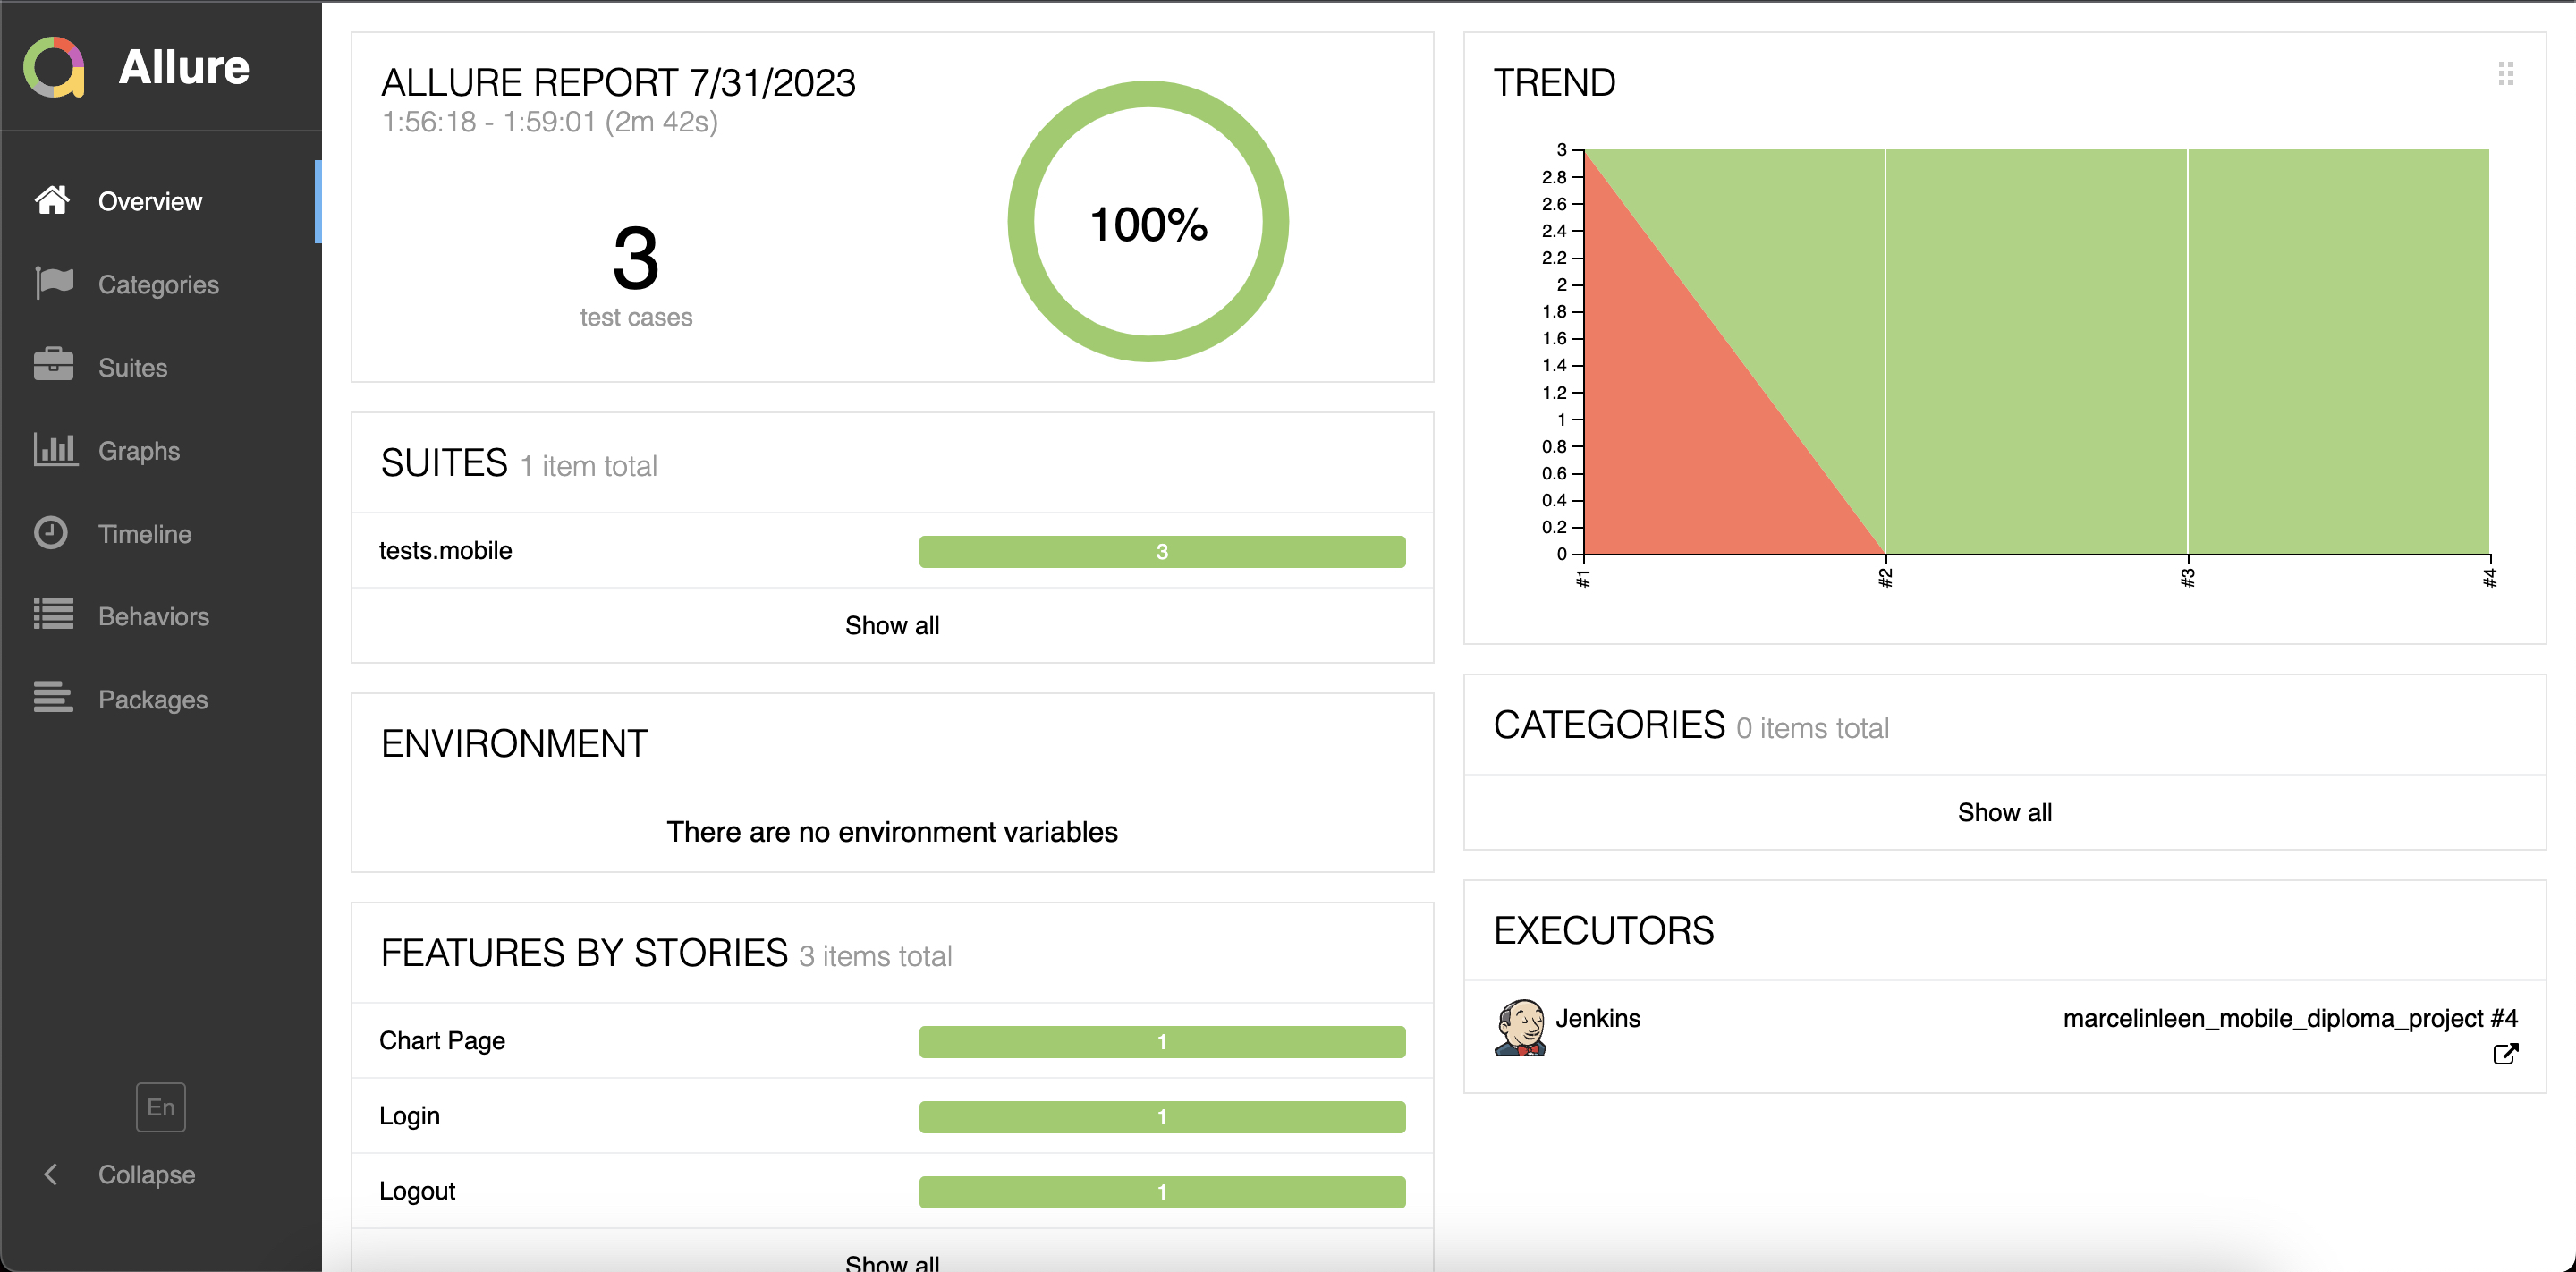 Allure
Overview
Categories
Suites
Graphs
Timeline
Behaviors
Packages
En
Collapse
ALLURE REPORT 7/31/2023
1:56:18 - 1:59:01 (2m 42s)
3
test cases
100%
SUITES 1 item total
tests.mobile 3
Show all
ENVIRONMENT
There are no environment variables
FEATURES BY STORIES 3 items total
Chart Page 1
Login 1
Logout 1
Show all
TREND
3
2.8
2.6
2.4
2.2
2
1.8
1.6
1.4
1.2
1
0.8
0.6
0.4
0.2
0
#1 #2 #3 #4
CATEGORIES 0 items total
Show all
EXECUTORS
Jenkins marcelinleen_mobile_diploma_project #4